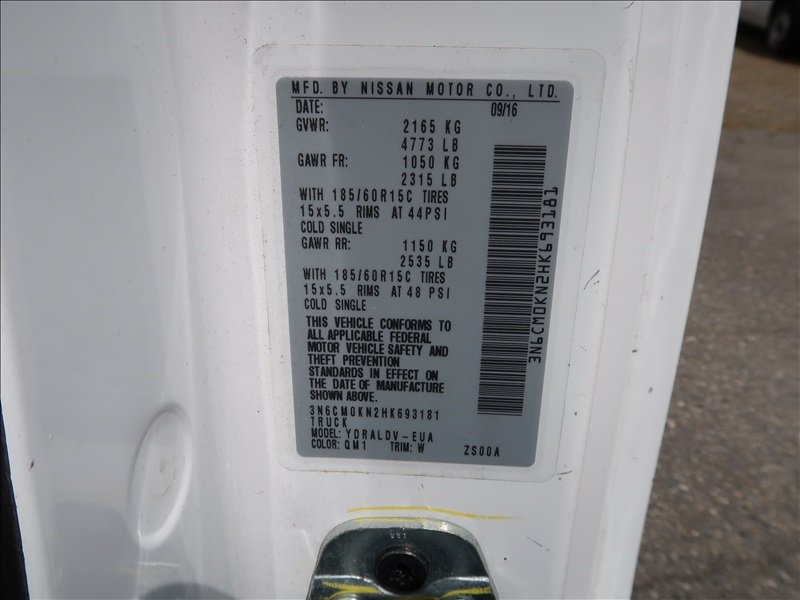 MFD. BY NISSAN MOTOR CO., LTD.
DATE: 09/16
GVWR: 2165 KG
4773 LB
GAWR FR: 1050 KG
2315 LB
WITH 185/60R15C TIRES
15x5.5 RIMS AT 44PSI
COLD SINGLE
GAWR RR: 1150 KG
2535 LB
WITH 185/60R15C TIRES
15x5.5 RIMS AT 48 PSI
COLD SINGLE
THIS VEHICLE CONFORMS TO
ALL APPLICABLE FEDERAL
MOTOR VEHICLE SAFETY AND
THEFT PREVENTION
STANDARDS IN EFFECT ON
THE DATE OF MANUFACTURE
SHOWN ABOVE.
3N6CM0KN2HK693181
TRUCK
MODEL: YDRALDV-EUA
COLOR: QM1 TRIM: W ZS00A
3N6CM0KN2HK693181